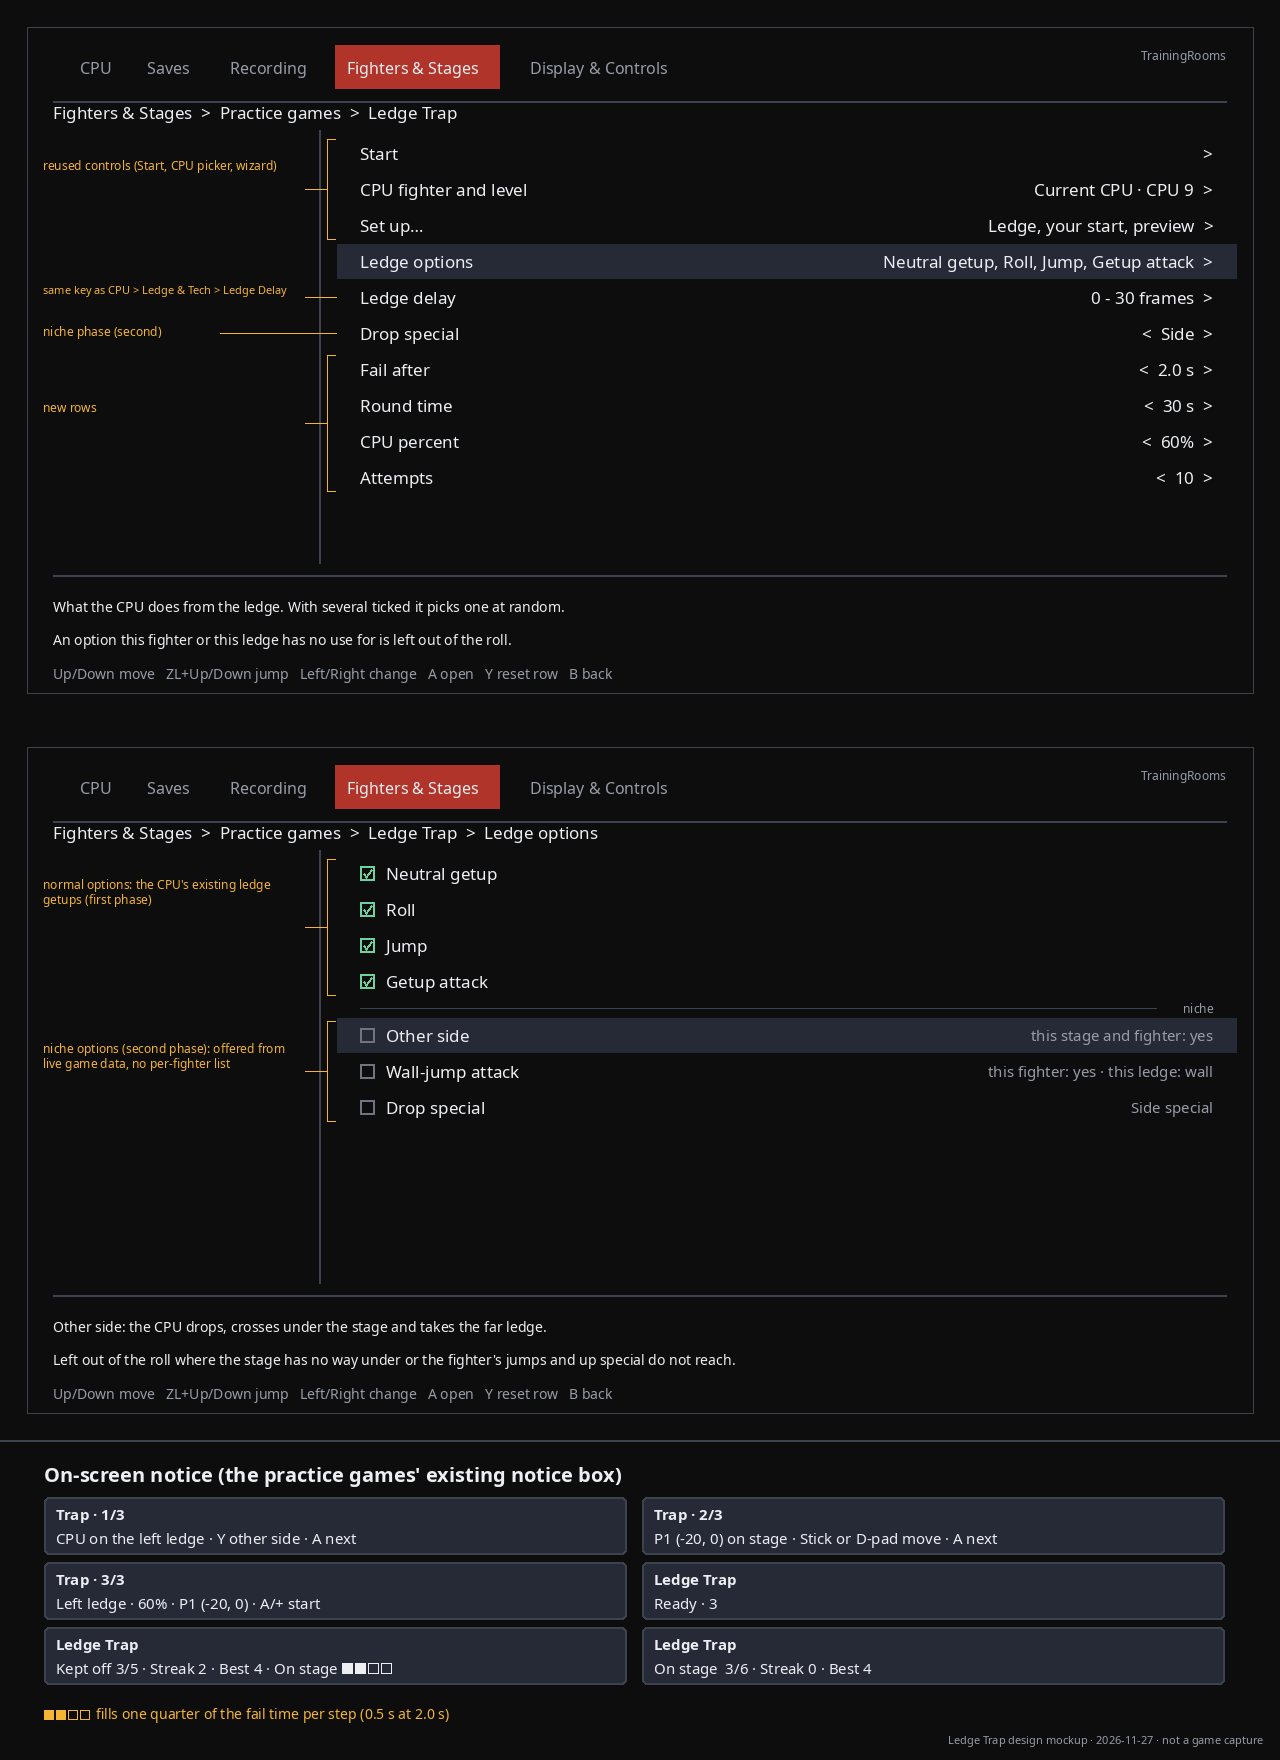 CPU Saves Recording Fighters & Stages Display & Controls TrainingRooms
Fighters & Stages > Practice games > Ledge Trap
reused controls (Start, CPU picker, wizard)
Start >
CPU fighter and level Current CPU · CPU 9 >
Set up... Ledge, your start, preview >
Ledge options Neutral getup, Roll, Jump, Getup attack >
same key as CPU > Ledge & Tech > Ledge Delay
Ledge delay 0 - 30 frames >
niche phase (second)
Drop special < Side >
Fail after < 2.0 s >
new rows
Round time < 30 s >
CPU percent < 60% >
Attempts < 10 >
What the CPU does from the ledge. With several ticked it picks one at random.
An option this fighter or this ledge has no use for is left out of the roll.
Up/Down move ZL+Up/Down jump Left/Right change A open Y reset row B back
CPU Saves Recording Fighters & Stages Display & Controls TrainingRooms
Fighters & Stages > Practice games > Ledge Trap > Ledge options
normal options: the CPU's existing ledge
getups (first phase)
Neutral getup
Roll
Jump
Getup attack
niche
niche options (second phase): offered from
live game data, no per-fighter list
Other side this stage and fighter: yes
Wall-jump attack this fighter: yes · this ledge: wall
Drop special Side special
Other side: the CPU drops, crosses under the stage and takes the far ledge.
Left out of the roll where the stage has no way under or the fighter's jumps and up special do not reach.
Up/Down move ZL+Up/Down jump Left/Right change A open Y reset row B back
On-screen notice (the practice games' existing notice box)
Trap · 1/3
CPU on the left ledge · Y other side · A next
Trap · 2/3
P1 (-20, 0) on stage · Stick or D-pad move · A next
Trap · 3/3
Left ledge · 60% · P1 (-20, 0) · A/+ start
Ledge Trap
Ready · 3
Ledge Trap
Kept off 3/5 · Streak 2 · Best 4 · On stage ■■□□
Ledge Trap
On stage 3/6 · Streak 0 · Best 4
■■□□ fills one quarter of the fail time per step (0.5 s at 2.0 s)
Ledge Trap design mockup · 2026-11-27 · not a game capture